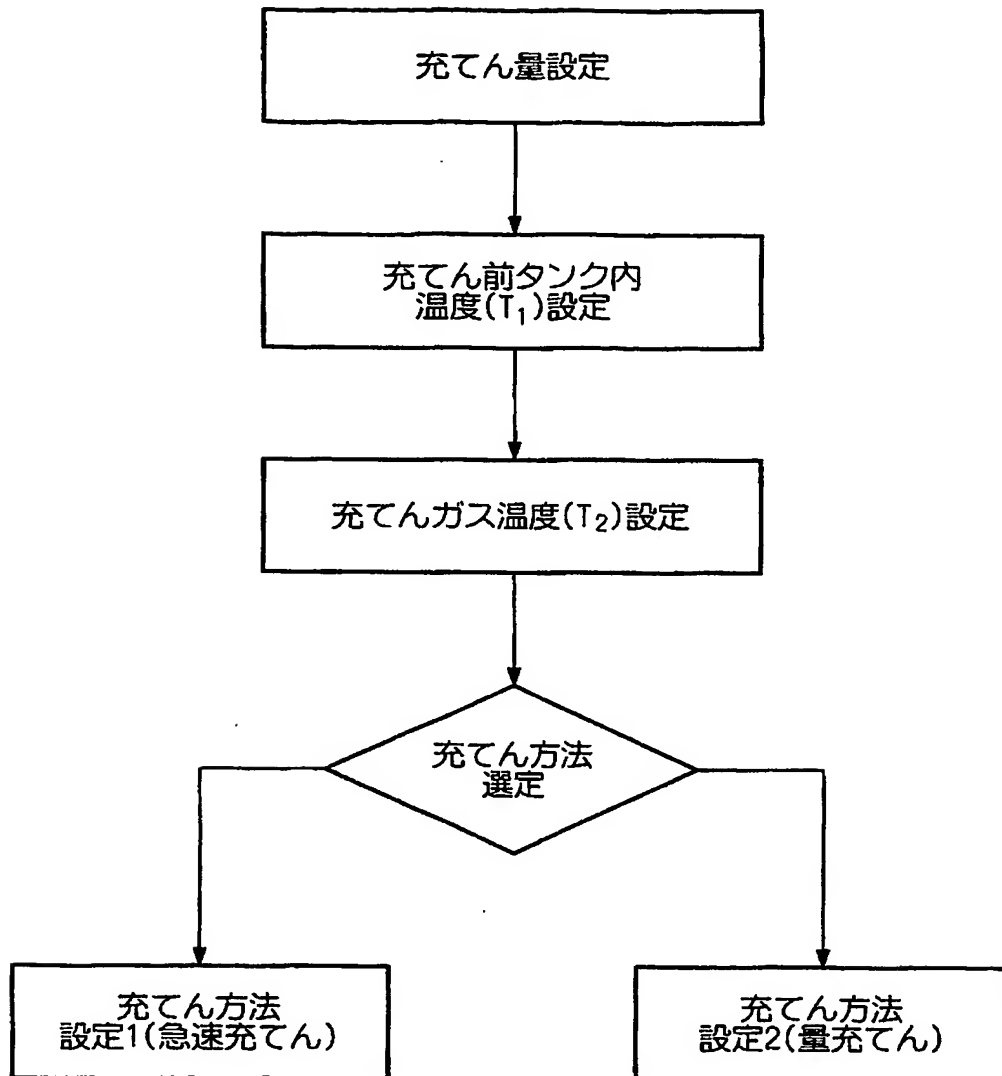 充てん量設定
充てん前タンク内
温度(T₁)設定
充てんガス温度(T₂)設定
充てん方法
選定
充てん方法
設定1(急速充てん)
充てん方法
設定2(量充てん)